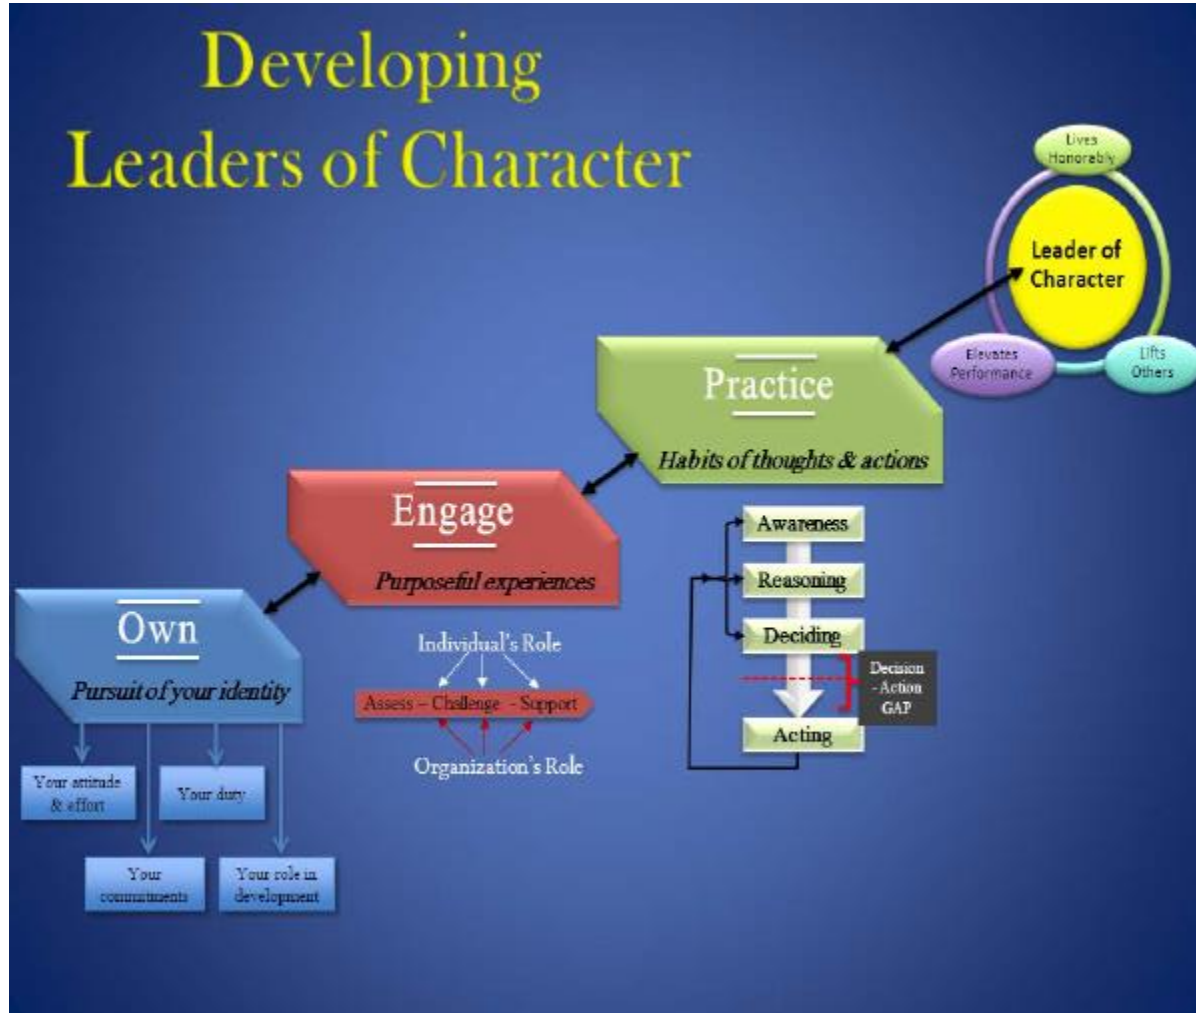 Developing
Leaders of Character
Lives
Honorably
Leader of
Character
Elevates
Performance
Lifts
Others
Practice
Habits of thoughts & actions
Engage
Purposeful experiences
Own
Pursuit of your identity
Awareness
Reasoning
Deciding
Decision
- Action
GAP
Acting
Individual's Role
Assess – Challenge - Support
Organization's Role
Your attitude
& effort
Your duty
Your
commitments
Your role in
development